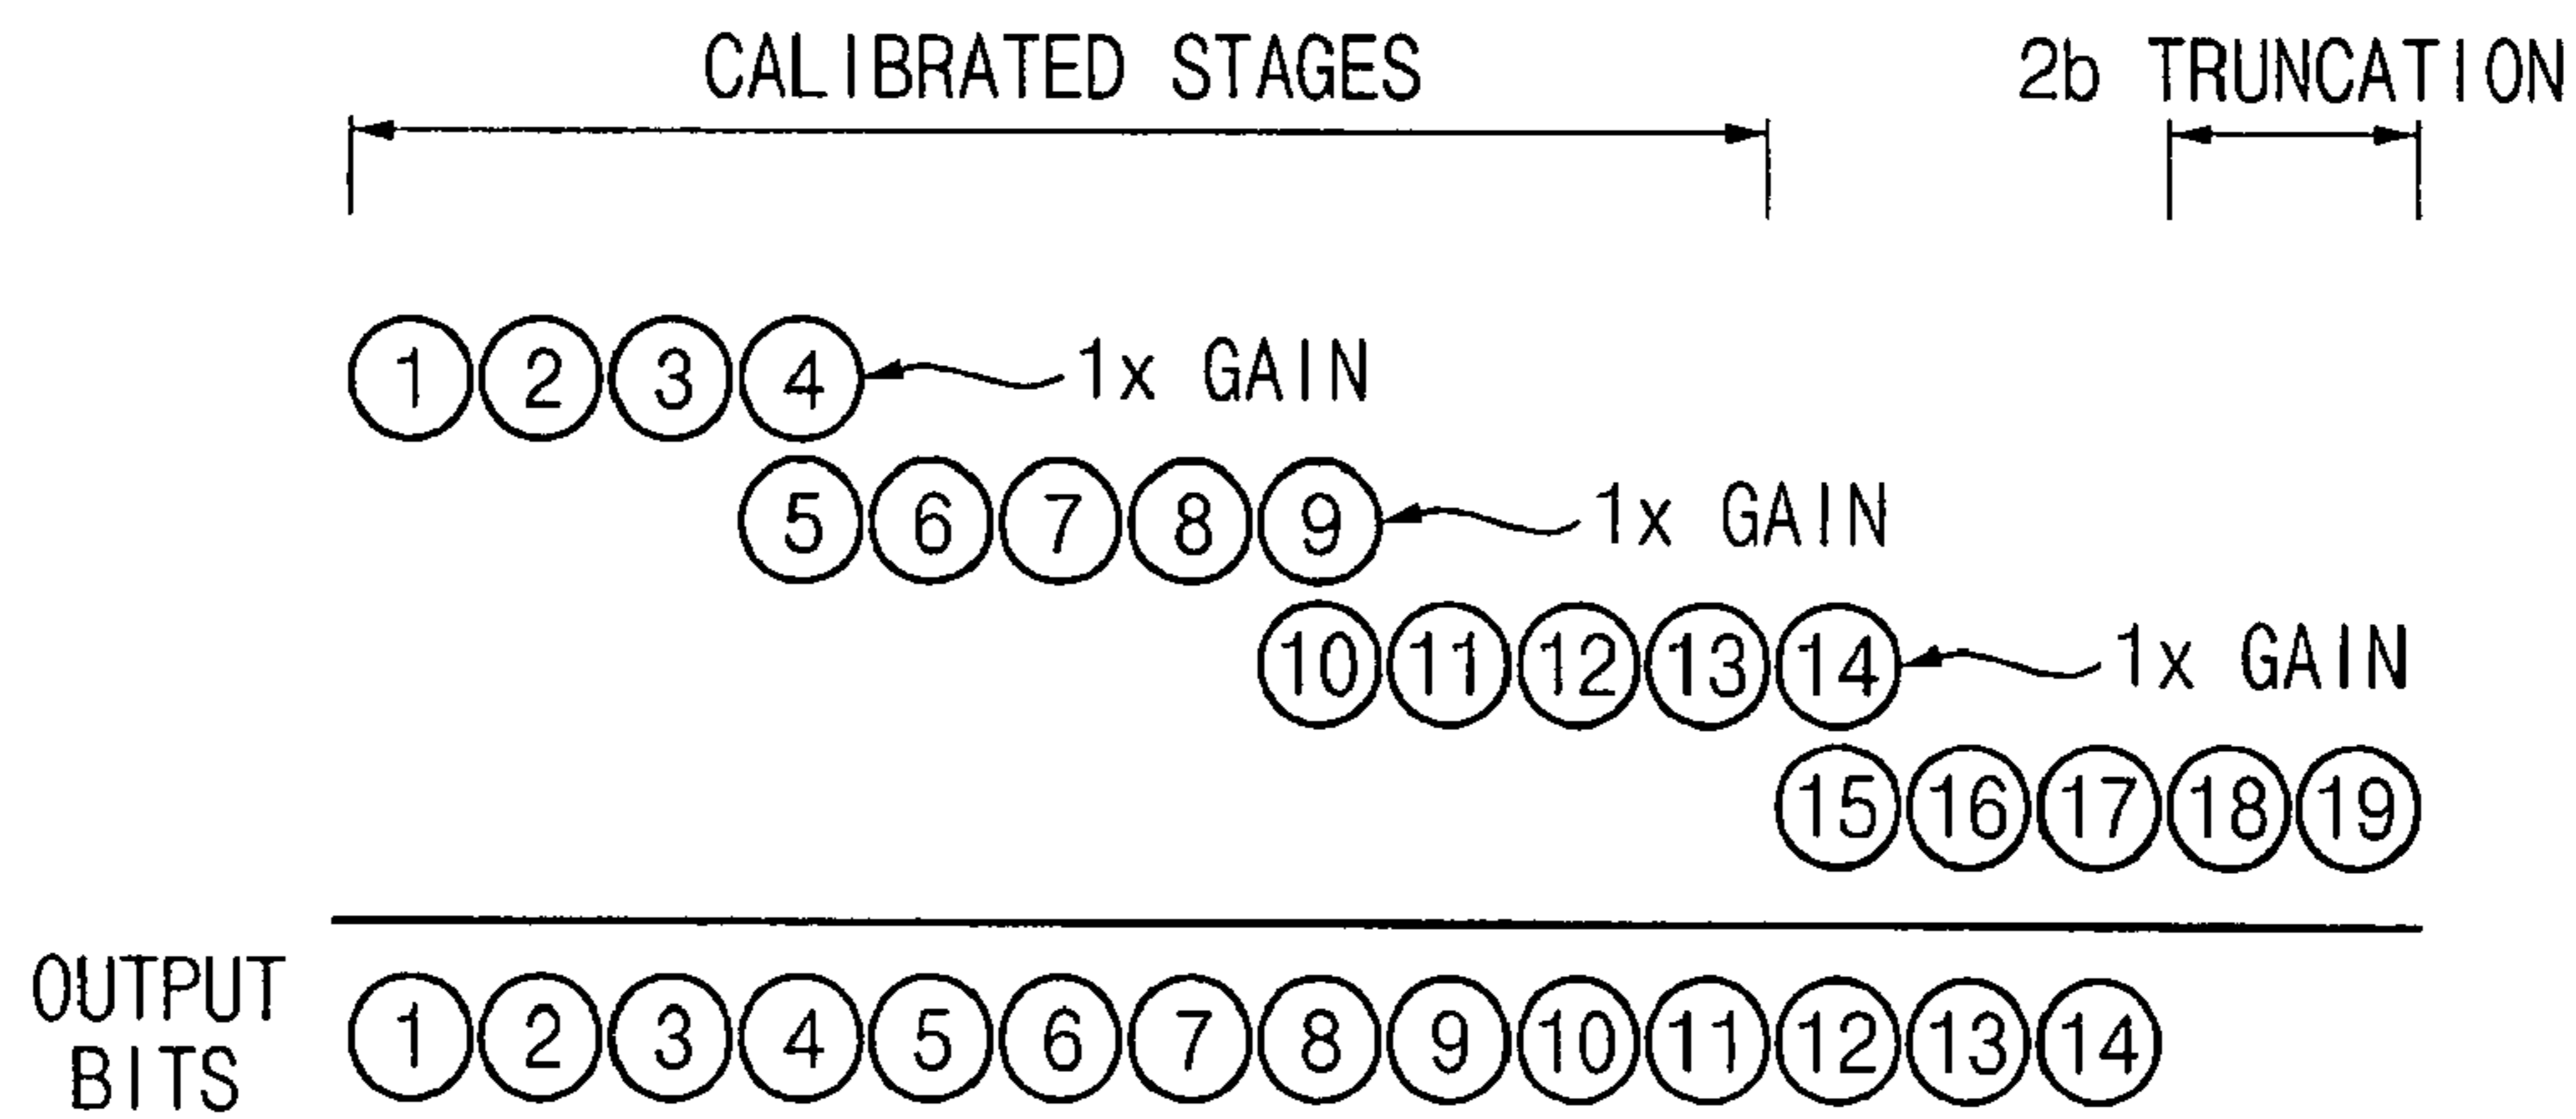 CALIBRATED STAGES 2b TRUNCATION
1 2 3 4 1x GAIN
5 6 7 8 9 1x GAIN
10 11 12 13 14 1x GAIN
15 16 17 18 19
OUTPUT BITS
1 2 3 4 5 6 7 8 9 10 11 12 13 14